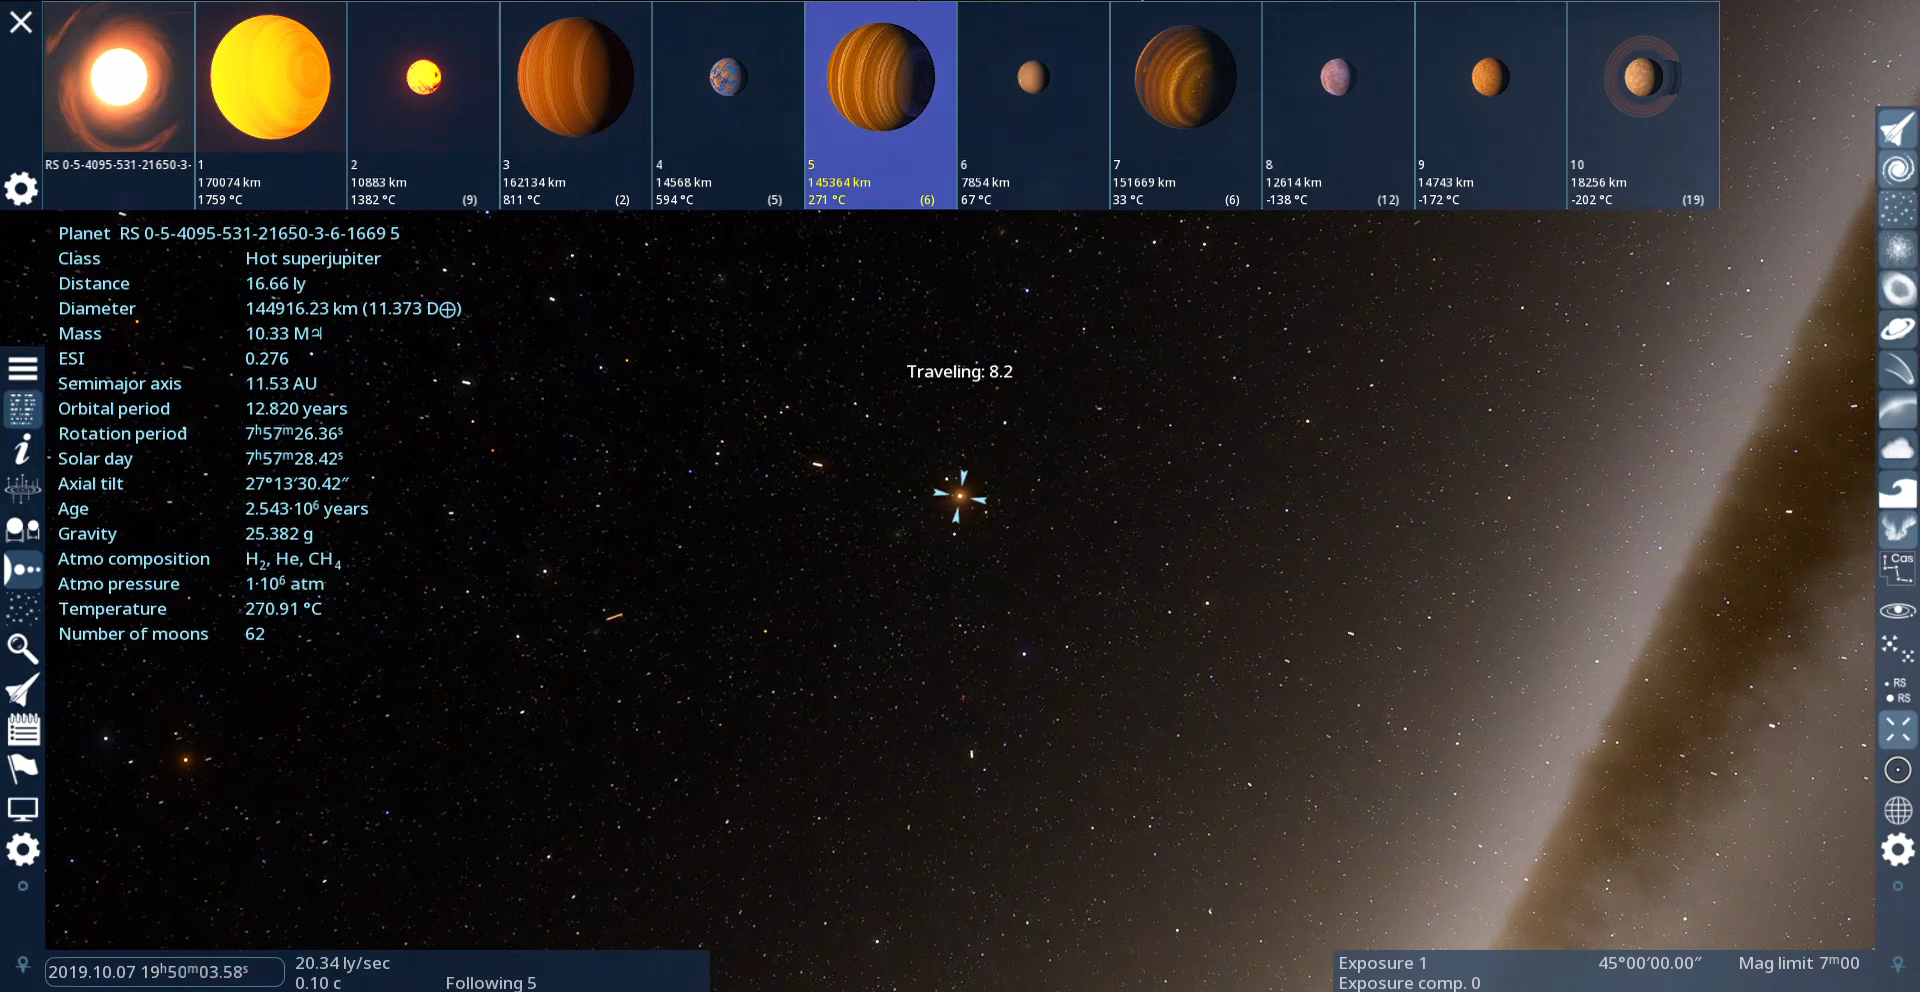 RS 0-5-4095-531-21650-3-
1
170074 km
1759 °C
2
10883 km
1382 °C (9)
3
162134 km
811 °C (2)
4
14568 km
594 °C (5)
5
145364 km
271 °C (6)
6
7854 km
67 °C
7
151669 km
33 °C (6)
8
12614 km
-138 °C (12)
9
14743 km
-172 °C
10
18256 km
-202 °C (19)
Planet RS 0-5-4095-531-21650-3-6-1669 5
Class Hot superjupiter
Distance 16.66 ly
Diameter 144916.23 km (11.373 D⊕)
Mass 10.33 M♃
ESI 0.276
Semimajor axis 11.53 AU
Orbital period 12.820 years
Rotation period 7ʰ57ᵐ26.36ˢ
Solar day 7ʰ57ᵐ28.42ˢ
Axial tilt 27°13′30.42″
Age 2.543·10⁶ years
Gravity 25.382 g
Atmo composition H₂, He, CH₄
Atmo pressure 1·10⁶ atm
Temperature 270.91 °C
Number of moons 62
Traveling: 8.2
Cas
RS
RS
2019.10.07 19ʰ50ᵐ03.58ˢ
20.34 ly/sec
0.10 c Following 5
Exposure 1 45°00′00.00″ Mag limit 7ᵐ00
Exposure comp. 0